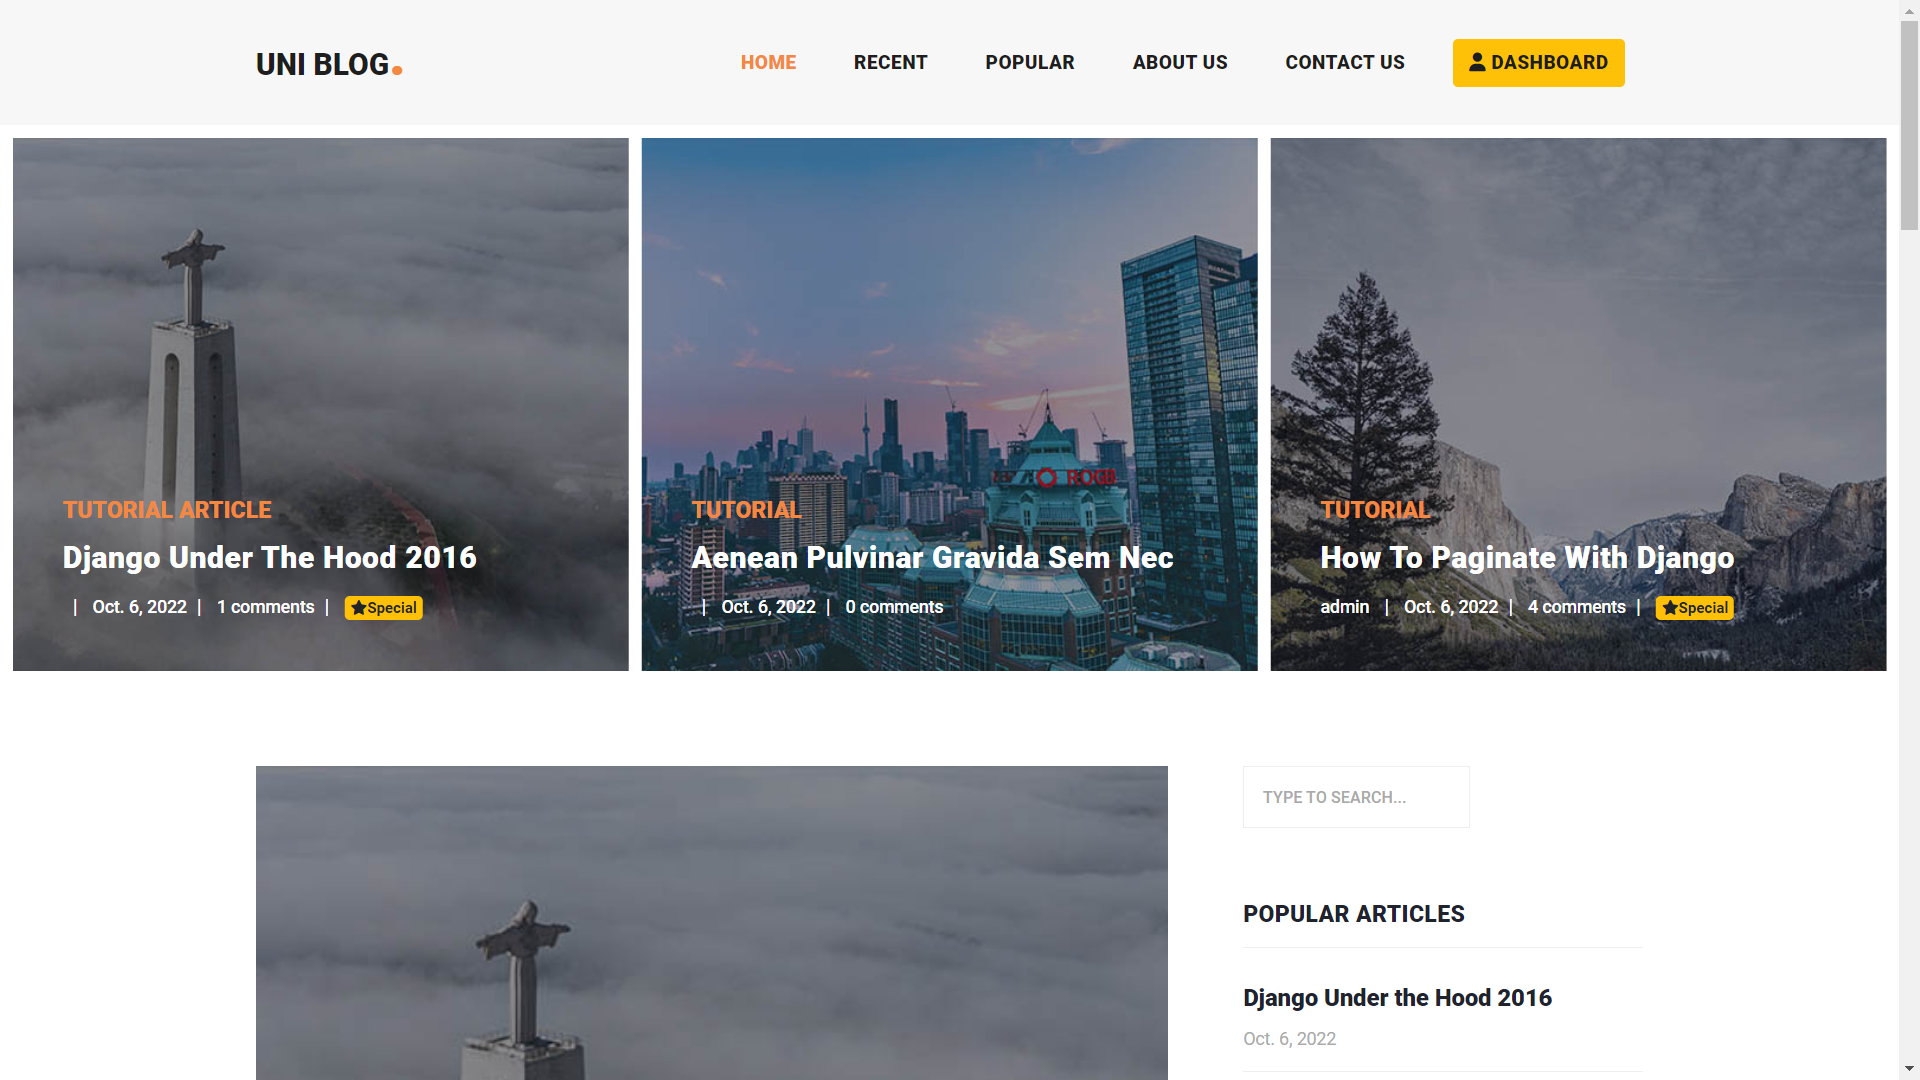 UNI BLOG.
HOME RECENT POPULAR ABOUT US CONTACT US DASHBOARD
TUTORIAL ARTICLE
Django Under The Hood 2016
| Oct. 6, 2022 | 1 comments | Special
TUTORIAL
Aenean Pulvinar Gravida Sem Nec
| Oct. 6, 2022 | 0 comments
TUTORIAL
How To Paginate With Django
admin | Oct. 6, 2022 | 4 comments | Special
TYPE TO SEARCH...
POPULAR ARTICLES
Django Under the Hood 2016
Oct. 6, 2022